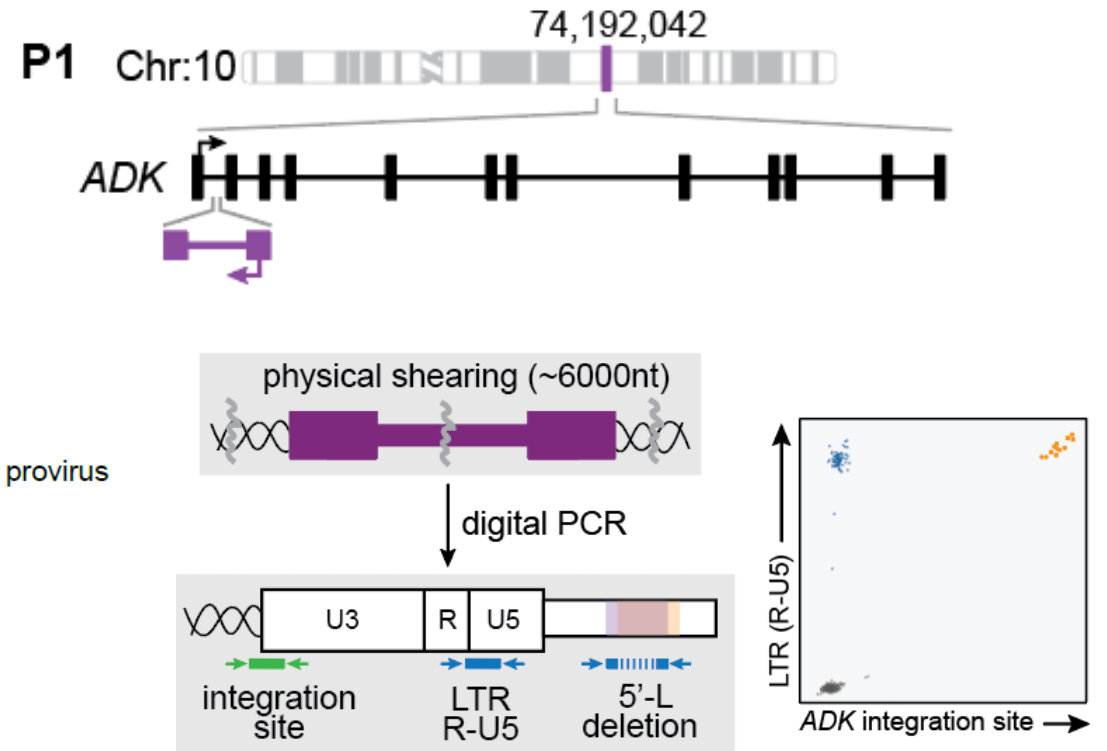 74,192,042
P1 Chr:10
ADK
physical shearing (~6000nt)
provirus
digital PCR
U3 R U5
integration
site
LTR
R-U5
5'-L
deletion
LTR (R-U5)
ADK integration site